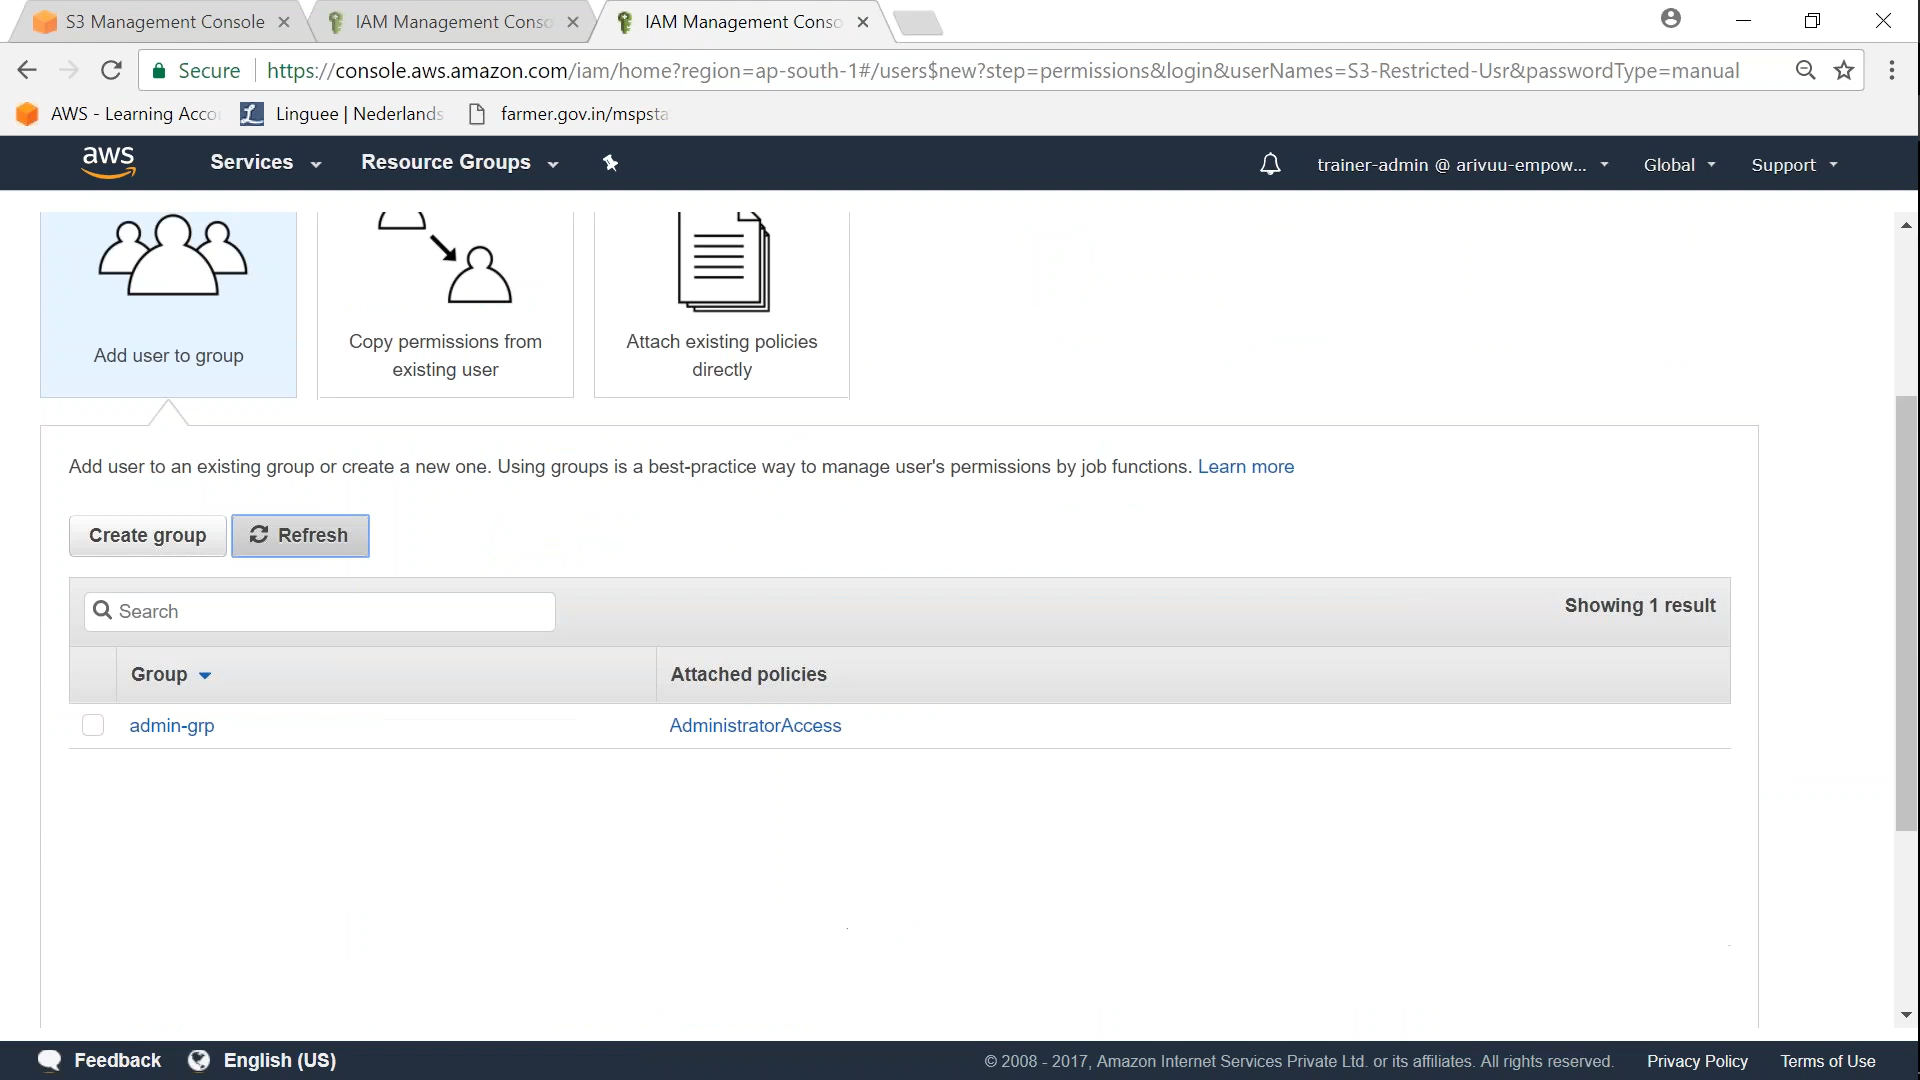 S3 Management Console
IAM Management Conso
IAM Management Conso
Secure
https://console.aws.amazon.com/iam/home?region=ap-south-1#/users$new?step=permissions&login&userNames=S3-Restricted-Usr&passwordType=manual
AWS - Learning Acco
Linguee | Nederlands
farmer.gov.in/mspsta
aws
Services
Resource Groups
trainer-admin @ arivuu-empow...
Global
Support
Add user to group
Copy permissions from
existing user
Attach existing policies
directly
Add user to an existing group or create a new one. Using groups is a best-practice way to manage user's permissions by job functions. Learn more
Create group
Refresh
Search
Showing 1 result
Group
Attached policies
admin-grp
AdministratorAccess
Feedback
English (US)
© 2008 - 2017, Amazon Internet Services Private Ltd. or its affiliates. All rights reserved.
Privacy Policy
Terms of Use